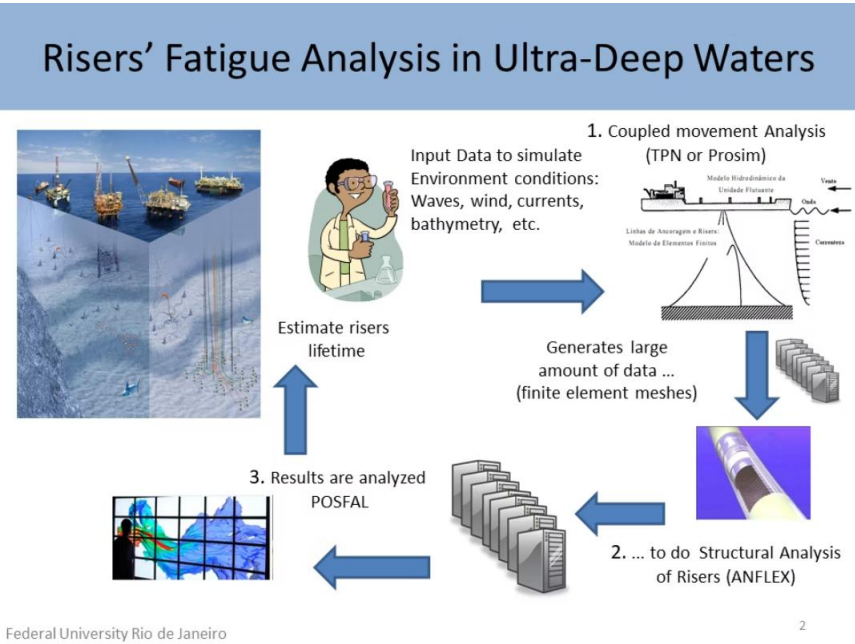 Risers’ Fatigue Analysis in Ultra-Deep Waters
Input Data to simulate
Environment conditions:
Waves, wind, currents,
bathymetry, etc.
1. Coupled movement Analysis
(TPN or Prosim)
Modelo Hidrodinâmico da
Unidade Flutuante
Vento
Onda
Linhas de Ancoragem e Risers:
Modelo de Elementos Finitos
Correnteza
Estimate risers
lifetime
Generates large
amount of data ...
(finite element meshes)
3. Results are analyzed
POSFAL
2. ... to do Structural Analysis
of Risers (ANFLEX)
Federal University Rio de Janeiro
2